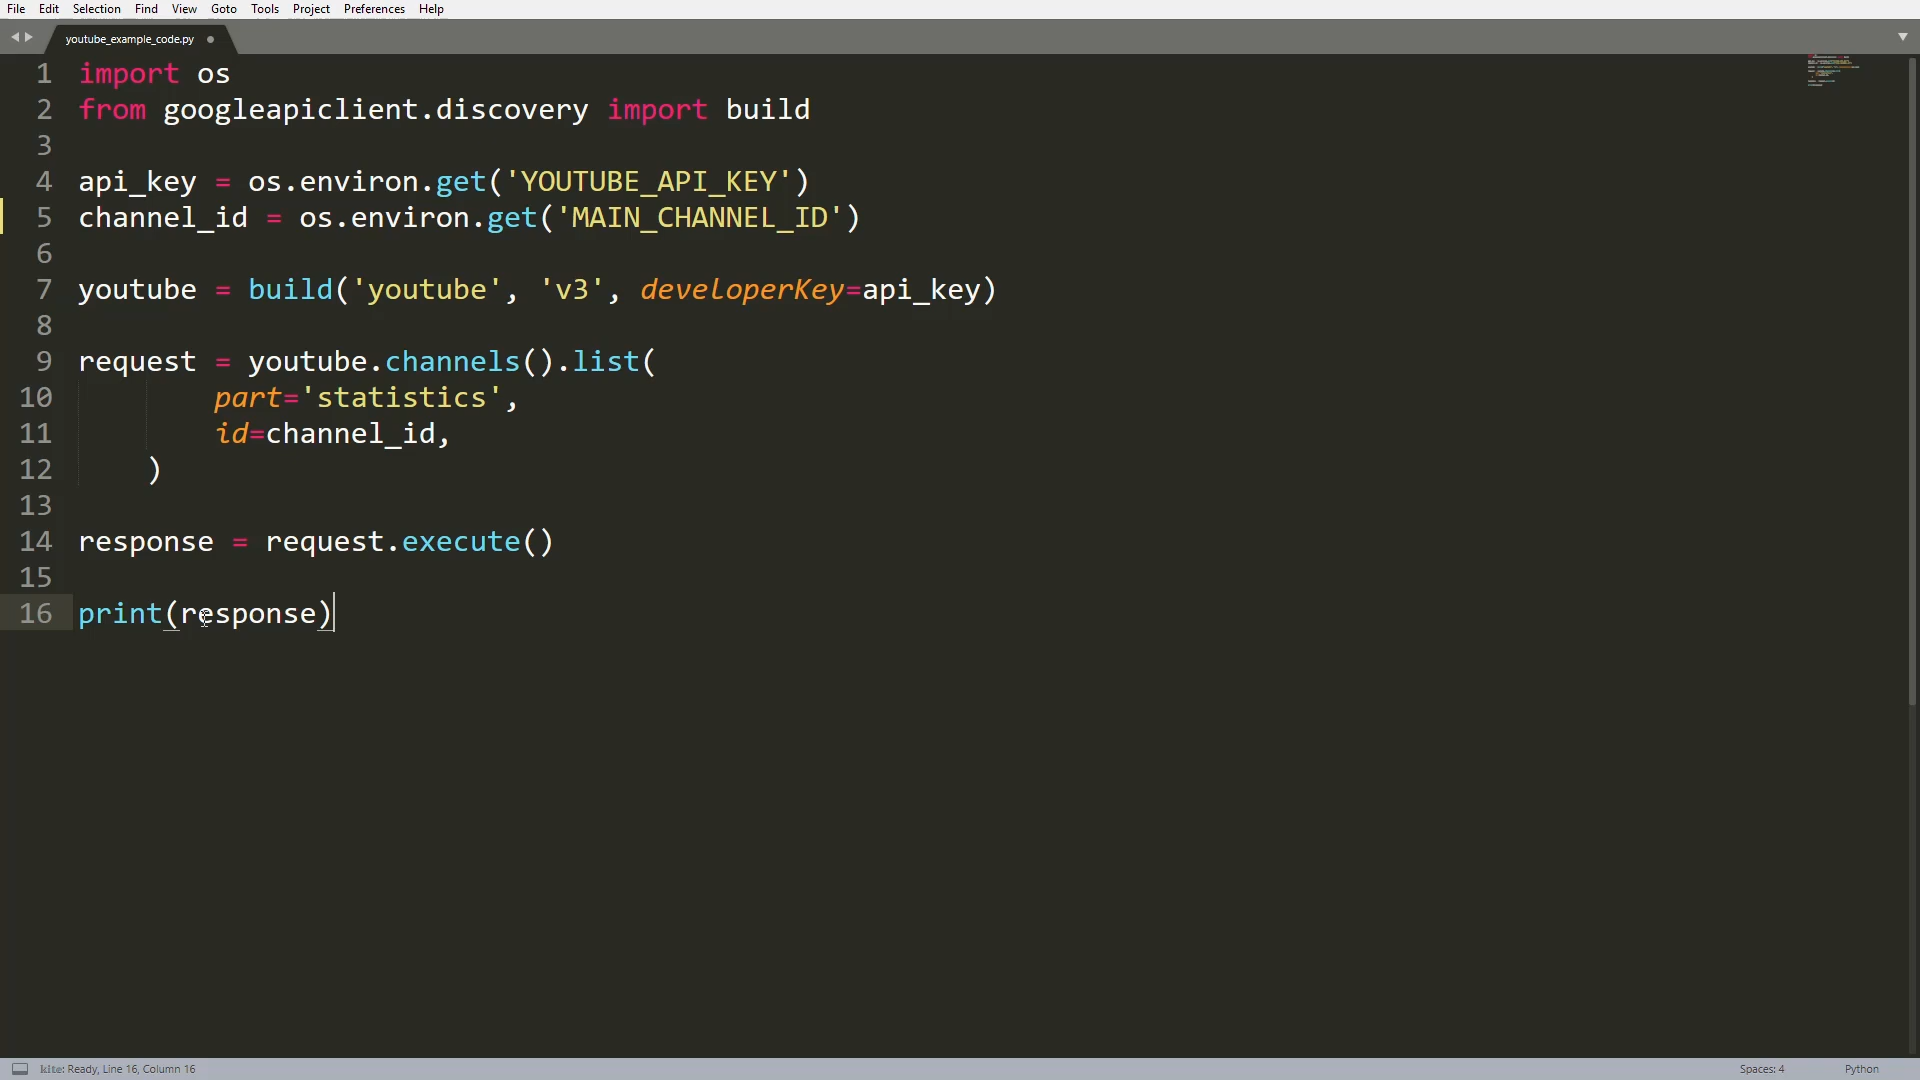 File Edit Selection Find View Goto Tools Project Preferences Help
youtube_example_code.py
1 import os
2 from googleapiclient.discovery import build
3
4 api_key = os.environ.get('YOUTUBE_API_KEY')
5 channel_id = os.environ.get('MAIN_CHANNEL_ID')
6
7 youtube = build('youtube', 'v3', developerKey=api_key)
8
9 request = youtube.channels().list(
10 part='statistics',
11 id=channel_id,
12 )
13
14 response = request.execute()
15
16 print(response)
kite: Ready, Line 16, Column 16 Spaces: 4 Python